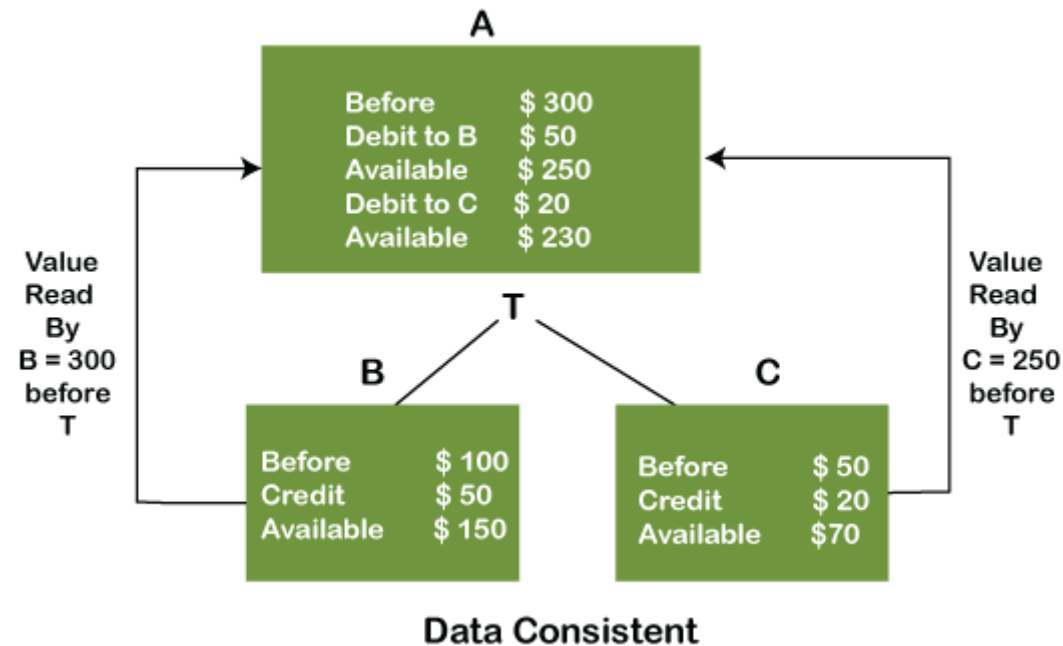 A
Before $ 300
Debit to B $ 50
Available $ 250
Debit to C $ 20
Available $ 230
Value
Read
By
B = 300
before
T
Value
Read
By
C = 250
before
T
T
B
Before $ 100
Credit $ 50
Available $ 150
C
Before $ 50
Credit $ 20
Available $70
Data Consistent